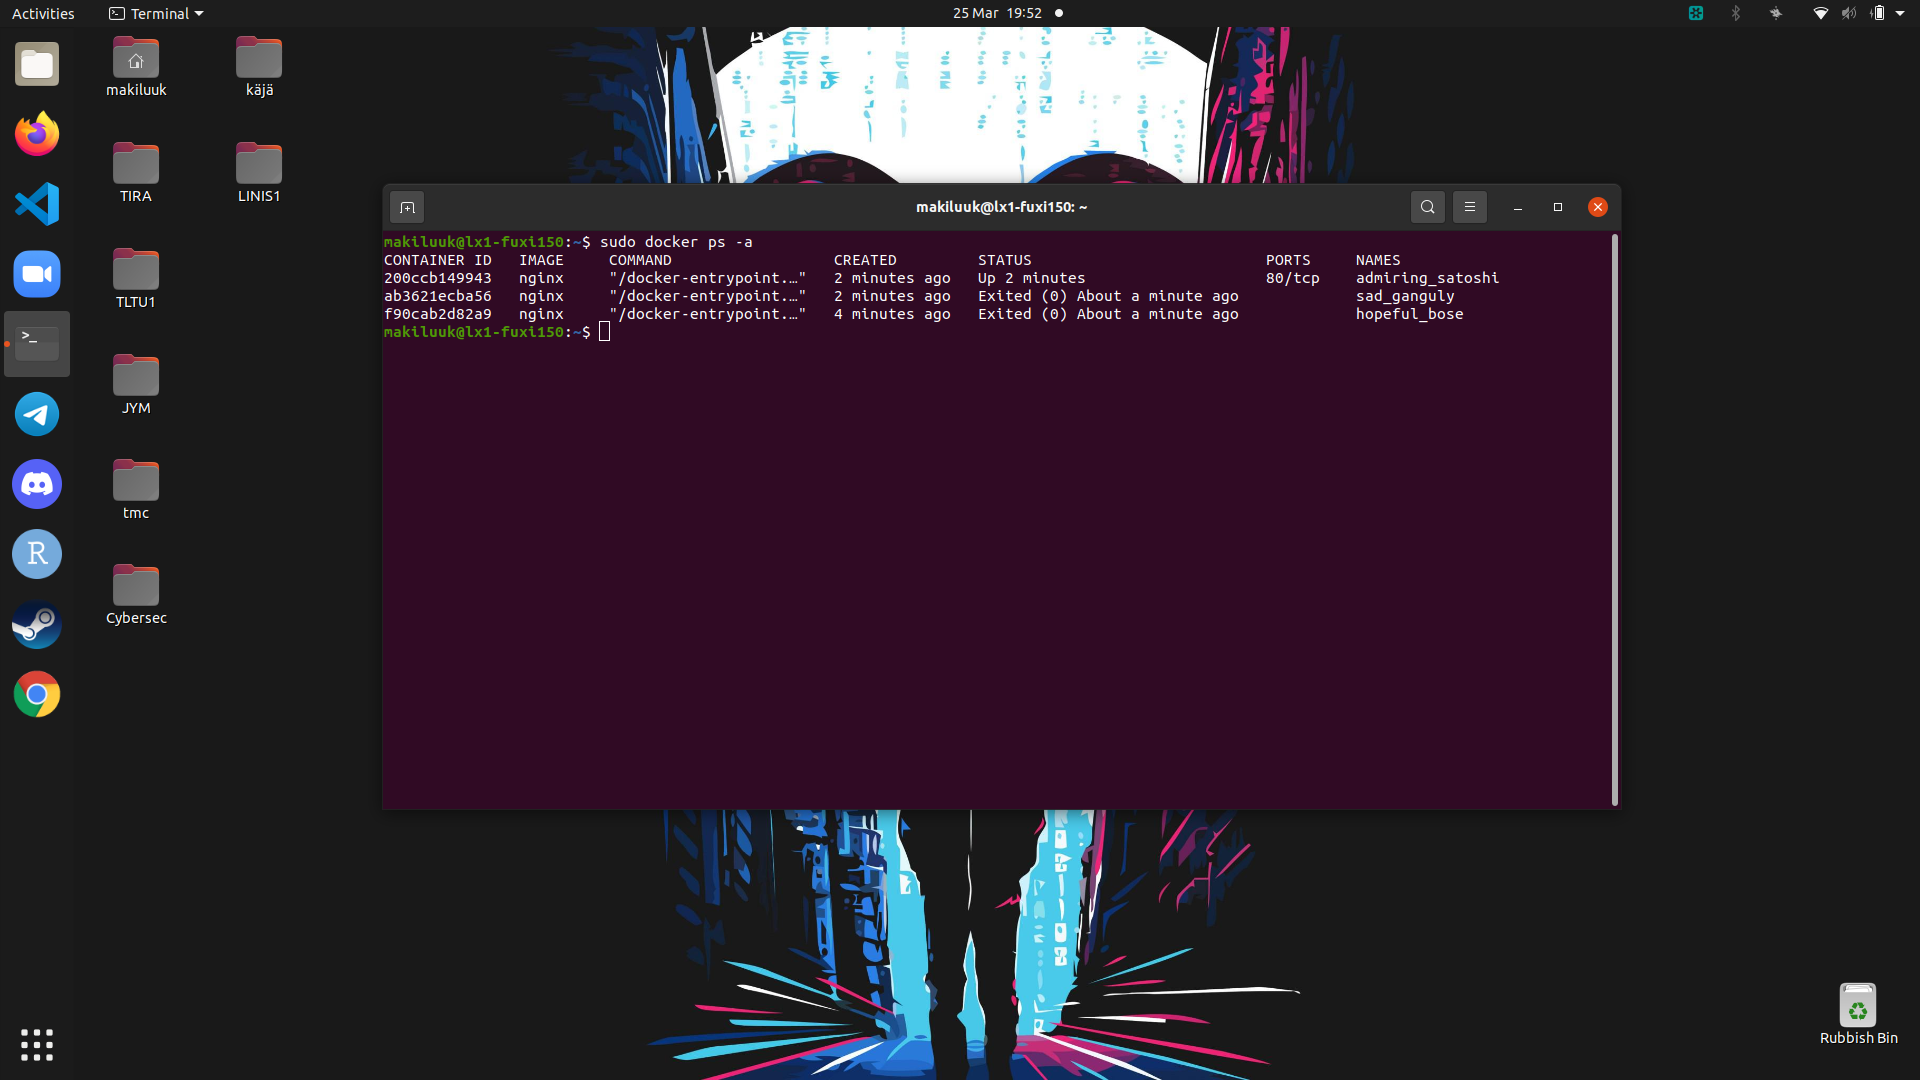 Activities Terminal 25 Mar 19:52
makiluuk käjä
TIRA LINIS1
TLTU1
JYM
tmc
Cybersec
makiluuk@lx1-fuxi150: ~
makiluuk@lx1-fuxi150:~$ sudo docker ps -a
CONTAINER ID IMAGE COMMAND CREATED STATUS PORTS NAMES
200ccb149943 nginx "/docker-entrypoint.…" 2 minutes ago Up 2 minutes 80/tcp admiring_satoshi
ab3621ecba56 nginx "/docker-entrypoint.…" 2 minutes ago Exited (0) About a minute ago sad_ganguly
f90cab2d82a9 nginx "/docker-entrypoint.…" 4 minutes ago Exited (0) About a minute ago hopeful_bose
makiluuk@lx1-fuxi150:~$
>_
R
Rubbish Bin